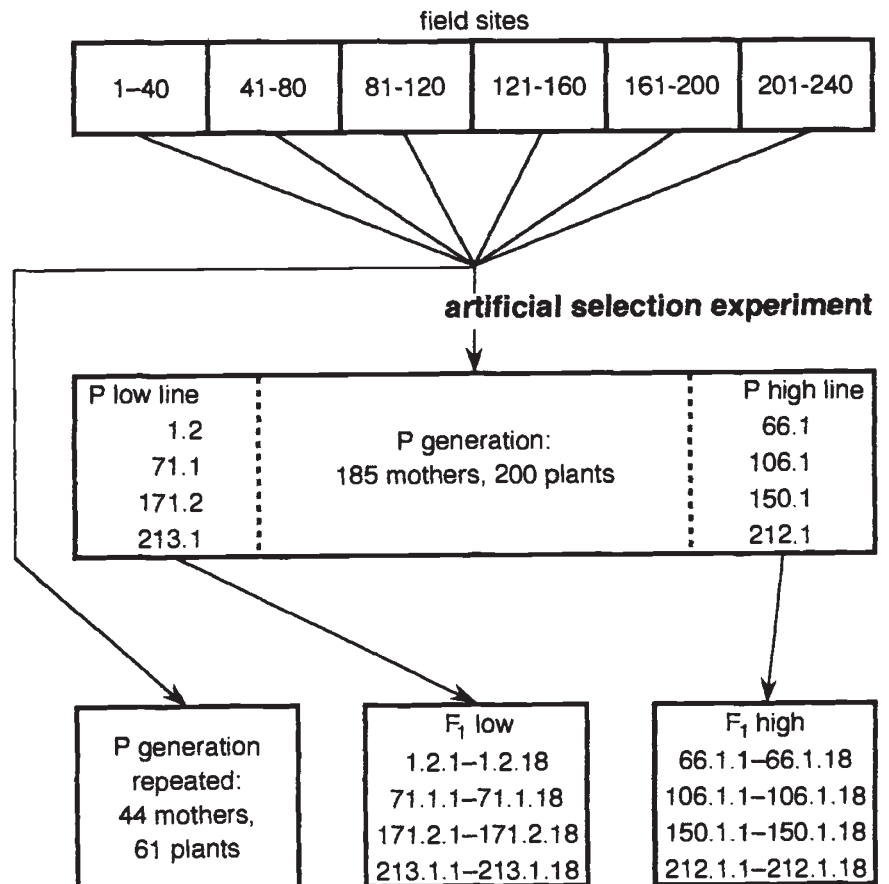 field sites
1–40 41-80 81-120 121-160 161-200 201-240
artificial selection experiment
P low line
1.2
71.1
171.2
213.1
P generation:
185 mothers, 200 plants
P high line
66.1
106.1
150.1
212.1
P generation
repeated:
44 mothers,
61 plants
F₁ low
1.2.1–1.2.18
71.1.1–71.1.18
171.2.1–171.2.18
213.1.1–213.1.18
F₁ high
66.1.1–66.1.18
106.1.1–106.1.18
150.1.1–150.1.18
212.1.1–212.1.18